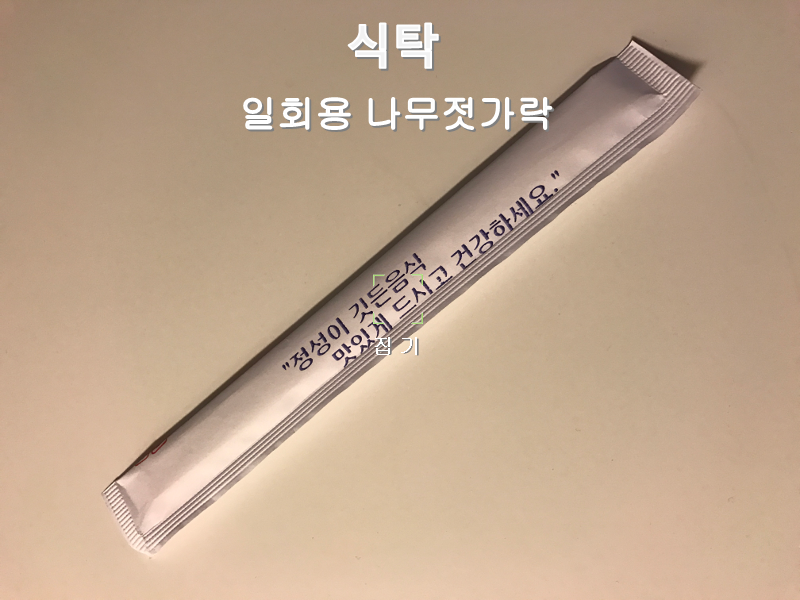 식탁
일회용 나무젓가락
"정성이 깃든음식
맛있게 드시고 건강하세요."
집 기